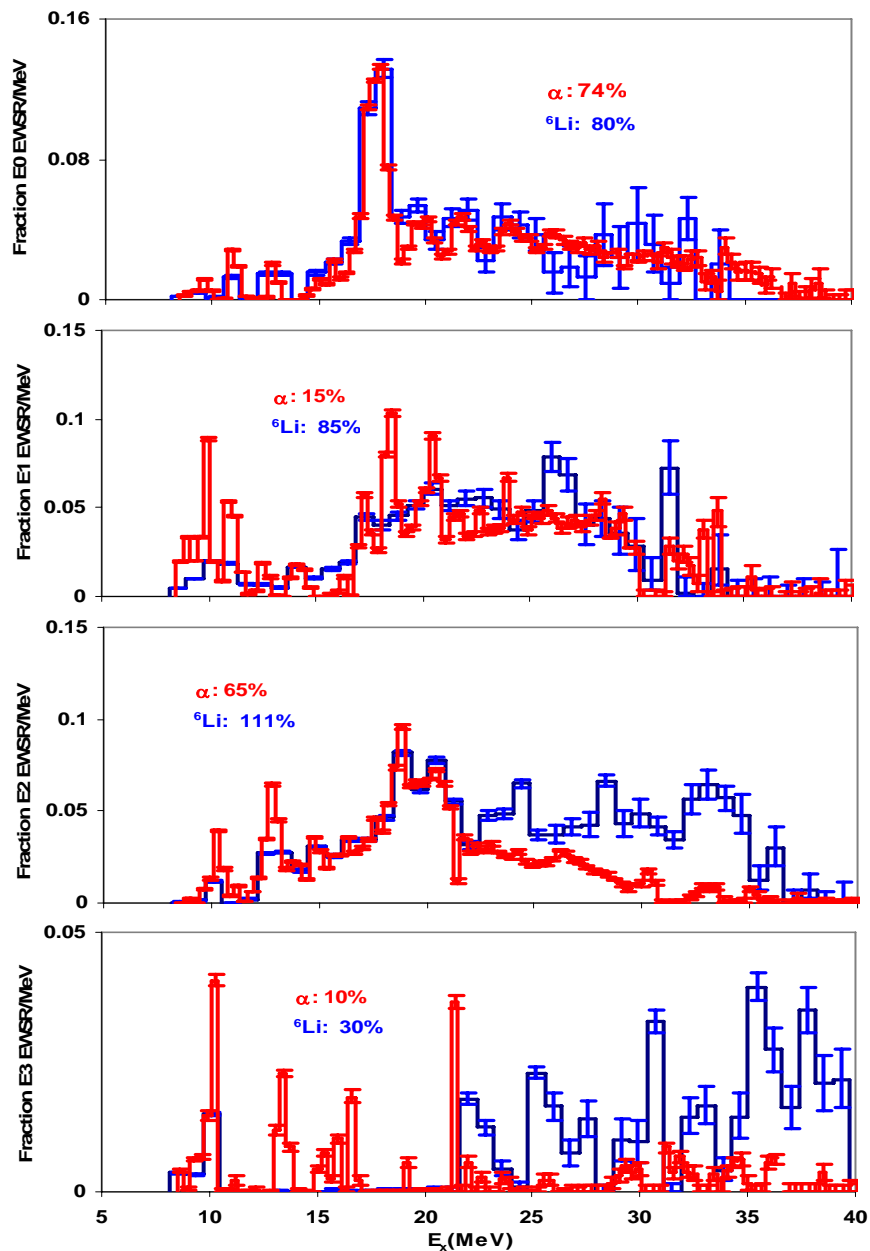 0.16
0.08
0
Fraction E0 EWSR/MeV
α: 74%
⁶Li: 80%
0.15
0.1
0.05
0
Fraction E1 EWSR/MeV
α: 15%
⁶Li: 85%
0.15
0.1
0.05
0
Fraction E2 EWSR/MeV
α: 65%
⁶Li: 111%
0.05
0
Fraction E3 EWSR/MeV
α: 10%
⁶Li: 30%
5 10 15 20 25 30 35 40
Eₓ(MeV)